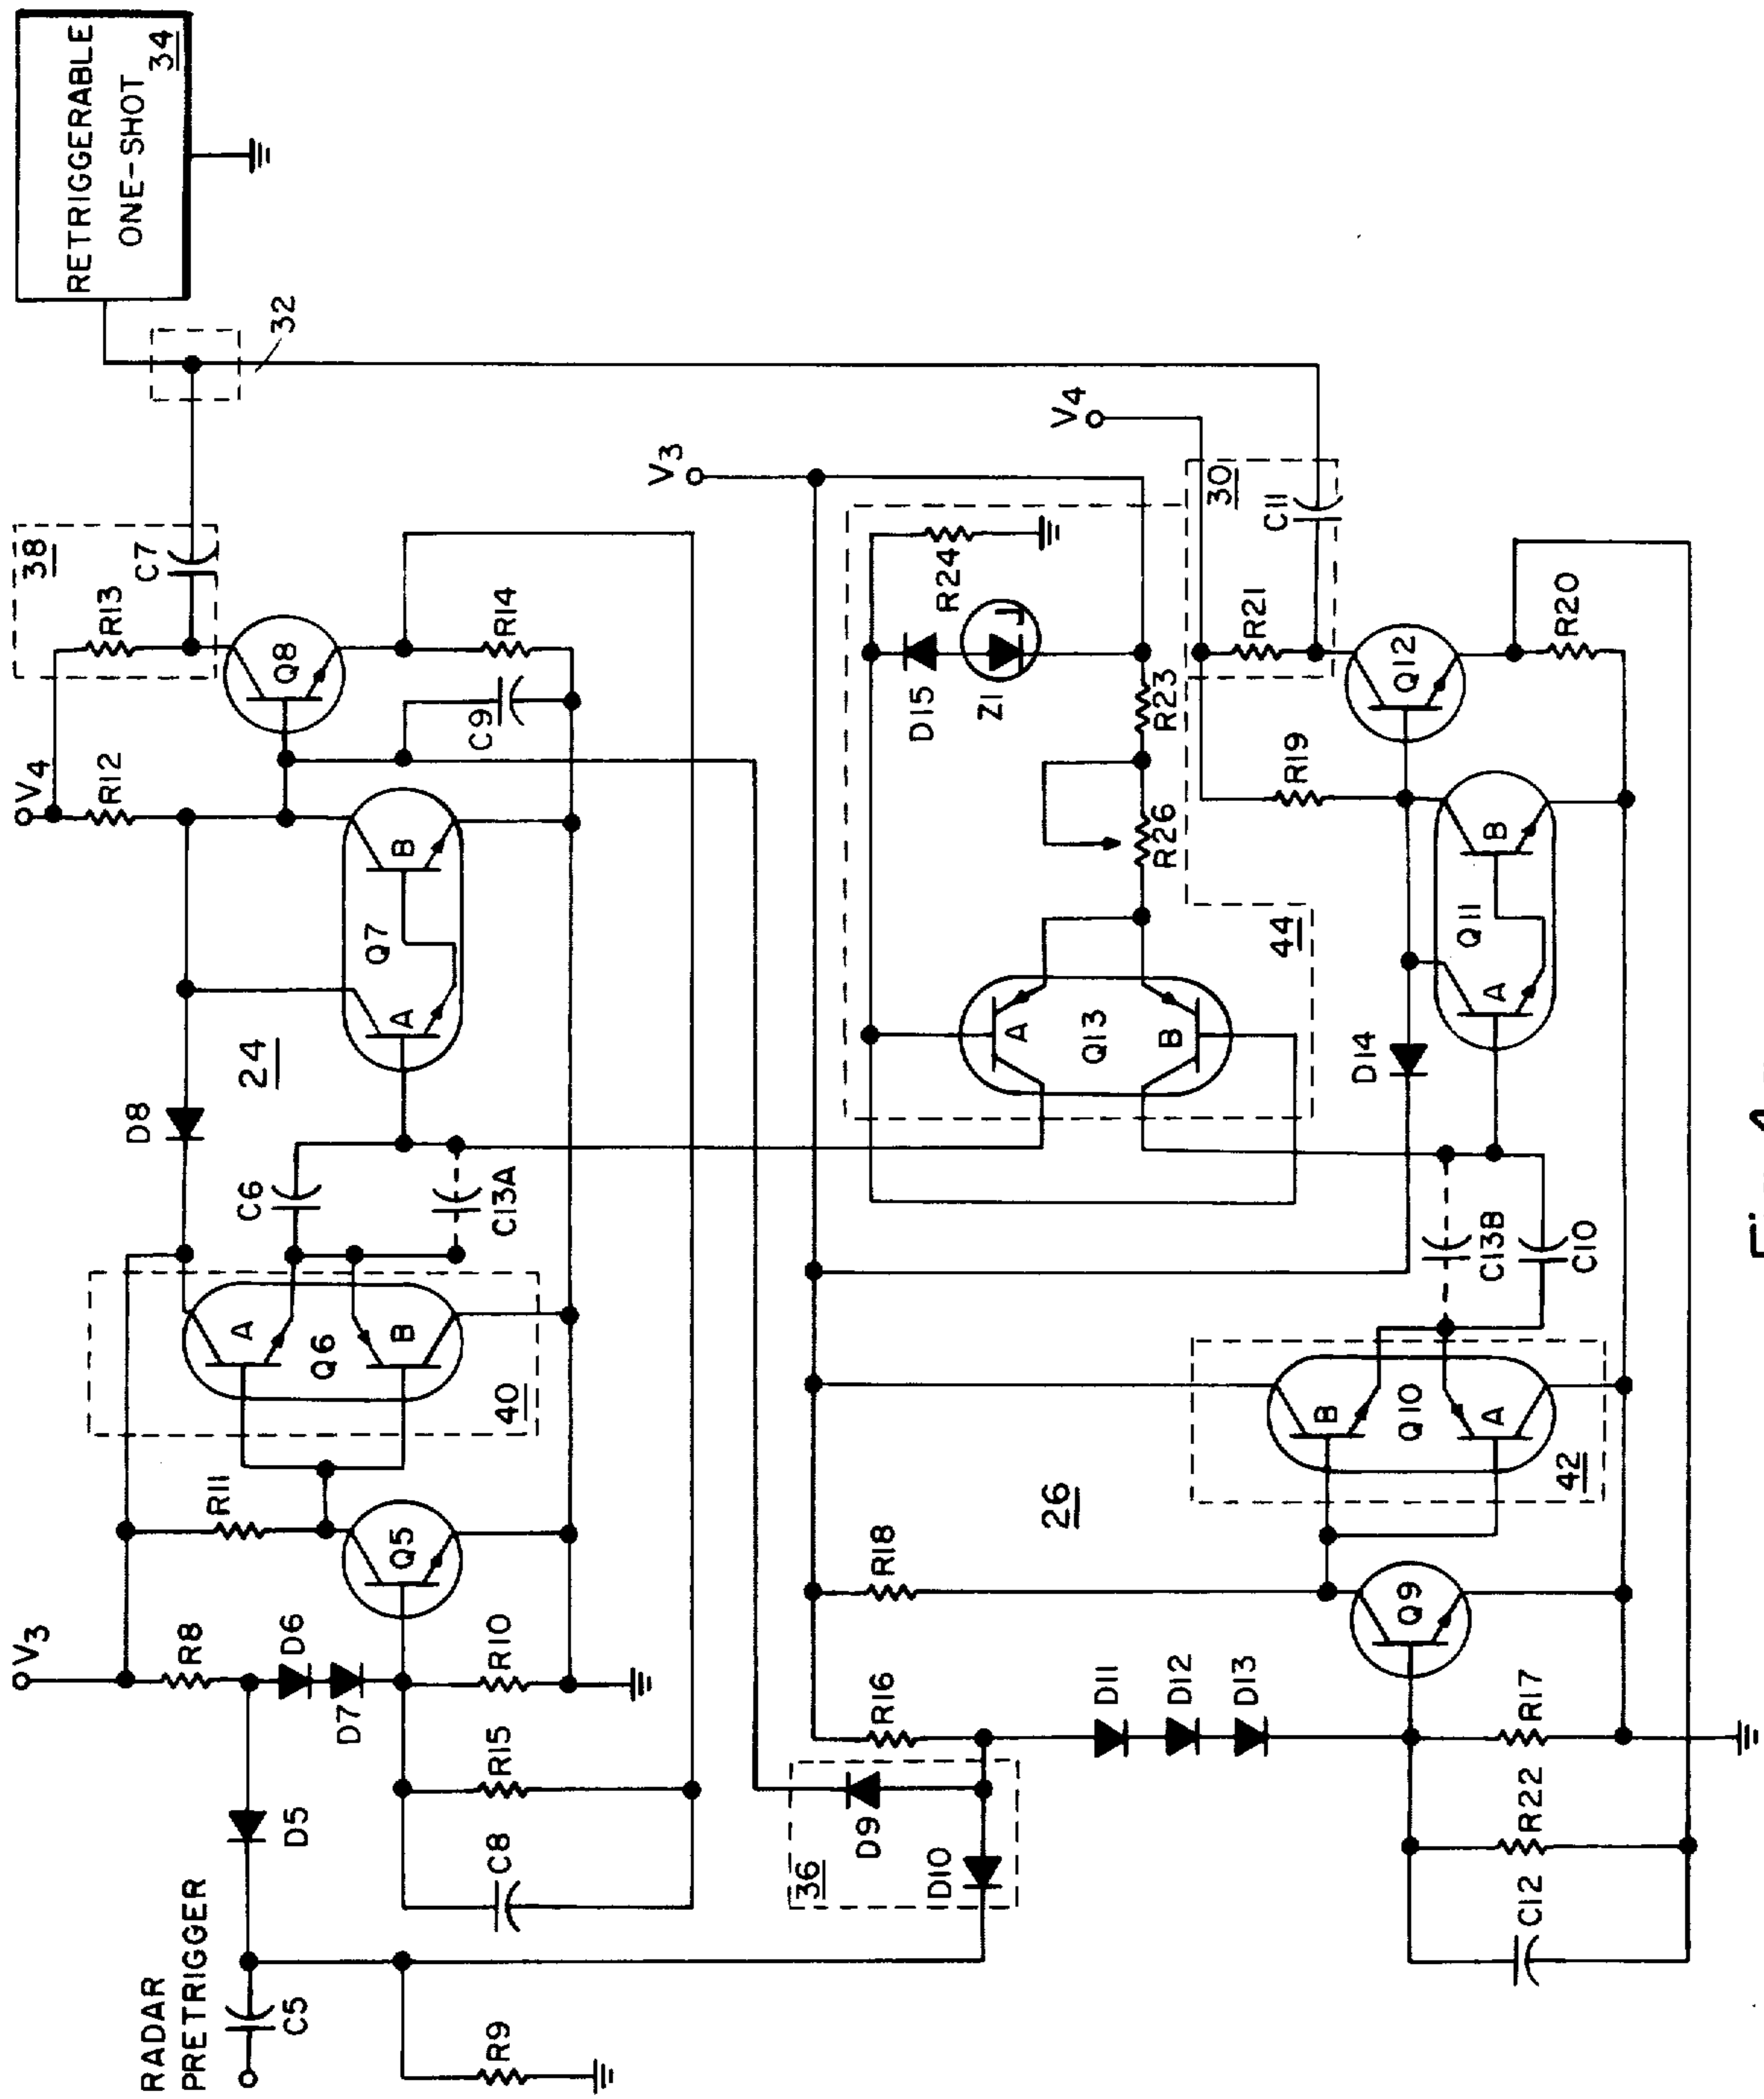 RADAR
PRETRIGGER
C5
D5
V3
R8
D6
D7
R11
D8
V4
R12
R13
38
C7
RETRIGERABLE
ONE-SHOT
34
32
C8
R15
R10
Q5
40
Q6
A
B
C6
C13A
24
Q7
A
B
Q8
C9
R14
R9
36
D9
D10
R16
R18
V3
D15
R24
Z1
R23
R26
Q13
A
B
44
V4
30
C11
R21
R19
26
D11
D12
D13
D14
Q9
42
Q10
B
A
C13B
C10
Q11
A
B
Q12
C12
R22
R17
R20